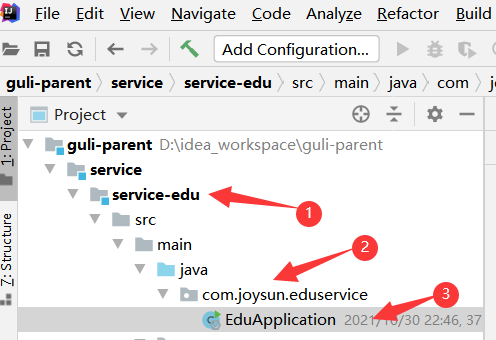 File Edit View Navigate Code Analyze Refactor Build
Add Configuration...
guli-parent service service-edu src main java com
1: Project
Project
guli-parent D:\idea_workspace\guli-parent
service
service-edu
1
src
main
2
java
com.joysun.eduservice
3
EduApplication 2021/10/30 22:46, 37
7: Structure